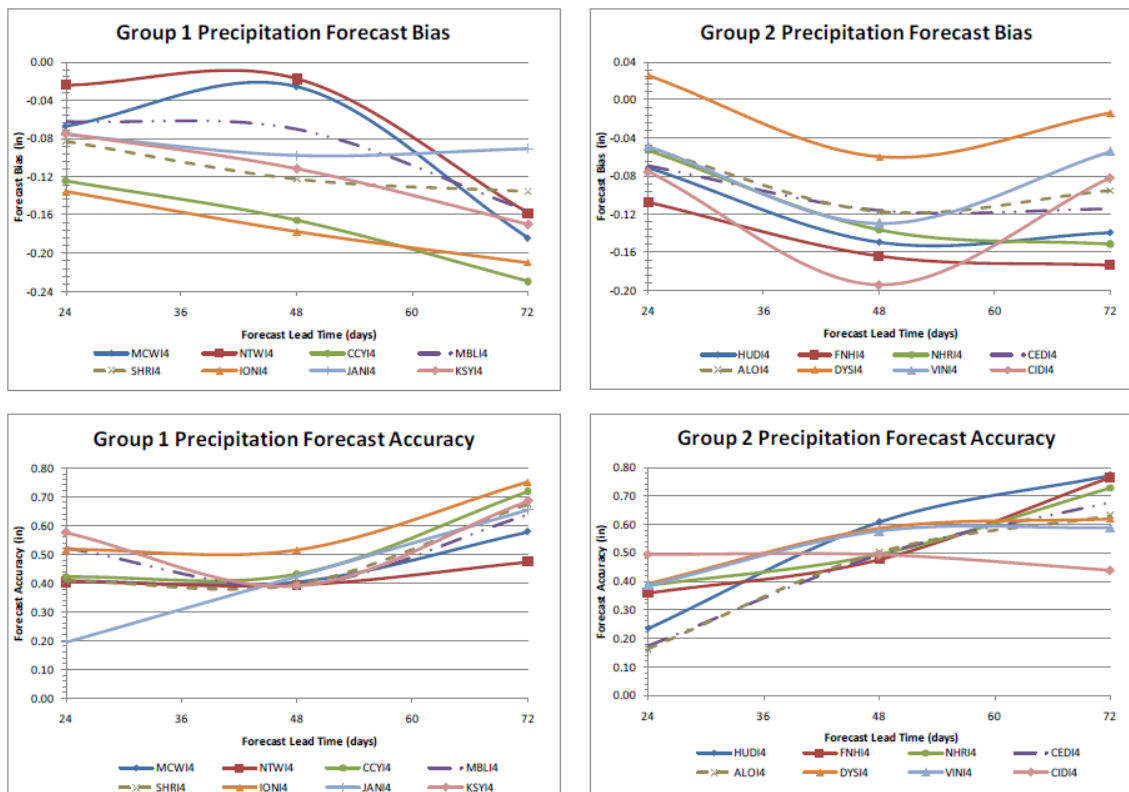 Group 1 Precipitation Forecast Bias
0.00
-0.04
-0.08
-0.12
-0.16
-0.20
-0.24
Forecast Bias (in)
24 36 48 60 72
Forecast Lead Time (days)
MCWI4 NTWI4 CCYI4 MBLI4
SHRI4 IONI4 JANI4 KSYI4
Group 2 Precipitation Forecast Bias
0.04
0.00
-0.04
-0.08
-0.12
-0.16
-0.20
Forecast Bias (in)
24 36 48 60 72
Forecast Lead Time (days)
HUDI4 FNHI4 NHRI4 CEDI4
ALOI4 DYSI4 VINI4 CIDI4
Group 1 Precipitation Forecast Accuracy
0.80
0.70
0.60
0.50
0.40
0.30
0.20
0.10
0.00
Forecast Accuracy (in)
24 36 48 60 72
Forecast Lead Time (days)
MCWI4 NTWI4 CCYI4 MBLI4
SHRI4 IONI4 JANI4 KSYI4
Group 2 Precipitation Forecast Accuracy
0.80
0.70
0.60
0.50
0.40
0.30
0.20
0.10
0.00
Forecast Accuracy (in)
24 36 48 60 72
Forecast Lead Time (days)
HUDI4 FNHI4 NHRI4 CEDI4
ALOI4 DYSI4 VINI4 CIDI4